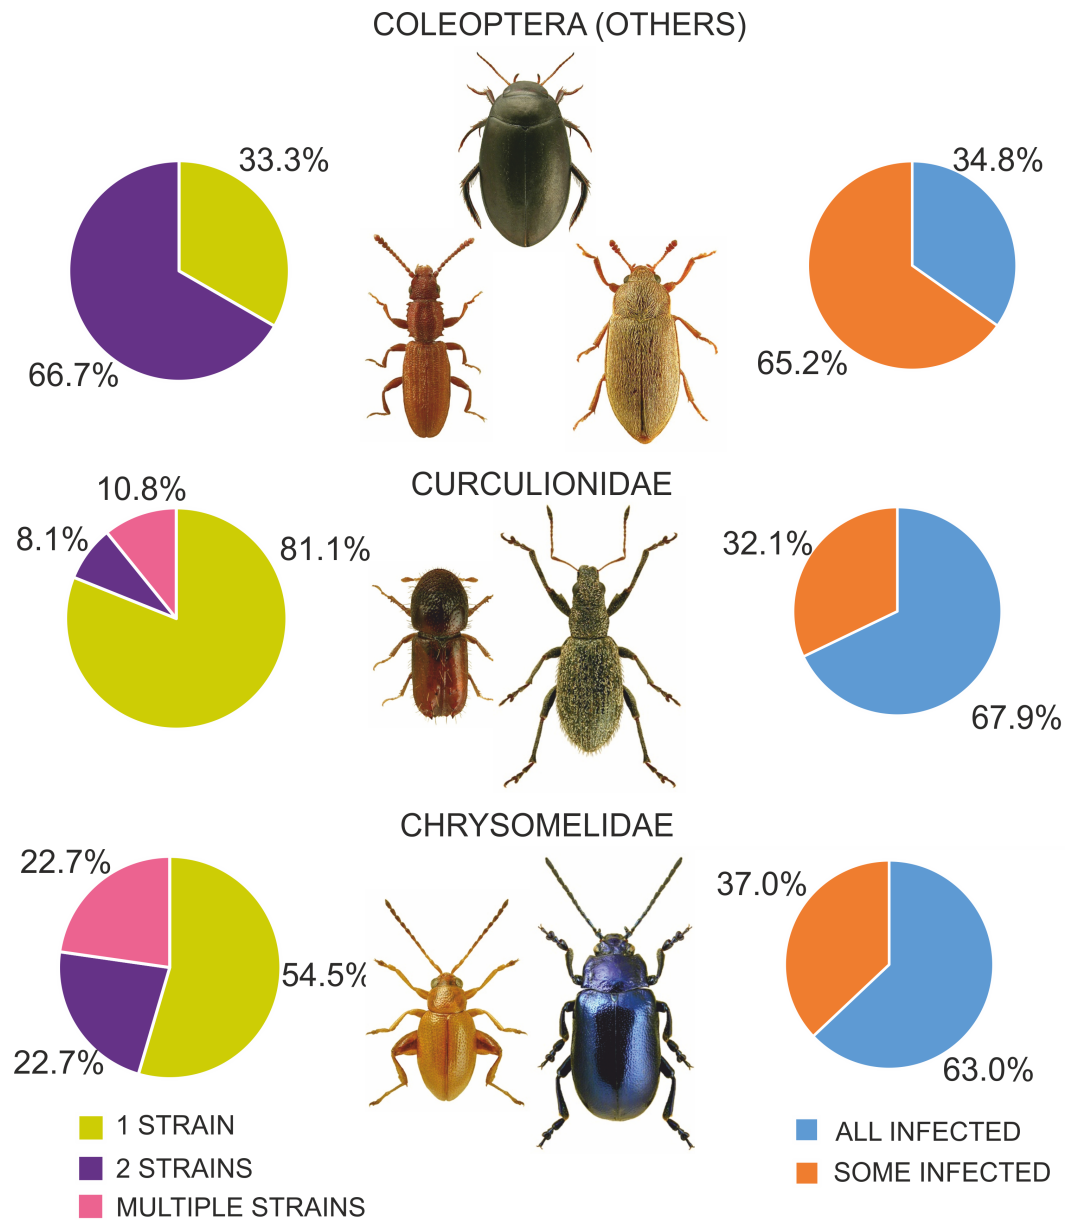 COLEOPTERA (OTHERS)
33.3%
34.8%
66.7%
65.2%
CURCULIONIDAE
10.8%
8.1%
81.1%
32.1%
67.9%
CHRYSOMELIDAE
22.7%
37.0%
54.5%
22.7%
63.0%
1 STRAIN
2 STRAINS
MULTIPLE STRAINS
ALL INFECTED
SOME INFECTED